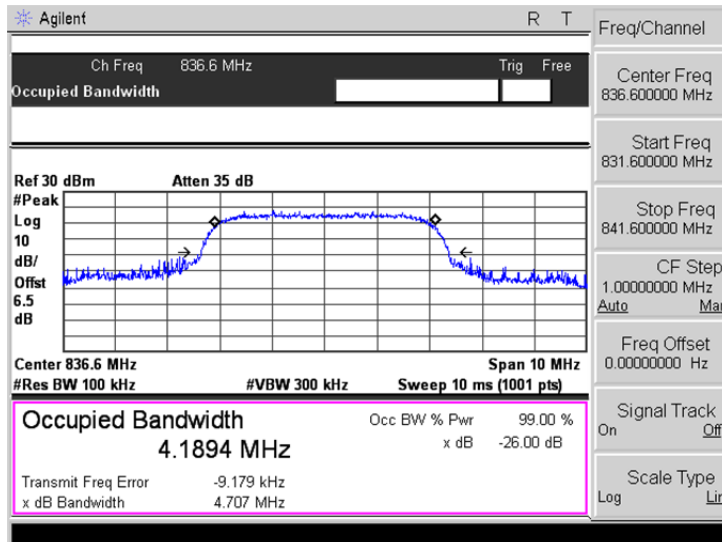 Agilent R T
Freq/Channel
Ch Freq 836.6 MHz Trig Free
Occupied Bandwidth
Center Freq
836.600000 MHz
Start Freq
831.600000 MHz
Stop Freq
841.600000 MHz
CF Step
1.00000000 MHz
Auto Man
Freq Offset
0.00000000 Hz
Signal Track
On Off
Scale Type
Log Lin
Ref 30 dBm Atten 35 dB
#Peak
Log
10
dB/
Offst
6.5
dB
Center 836.6 MHz Span 10 MHz
#Res BW 100 kHz #VBW 300 kHz Sweep 10 ms (1001 pts)
Occupied Bandwidth Occ BW % Pwr 99.00 %
4.1894 MHz x dB -26.00 dB
Transmit Freq Error -9.179 kHz
x dB Bandwidth 4.707 MHz